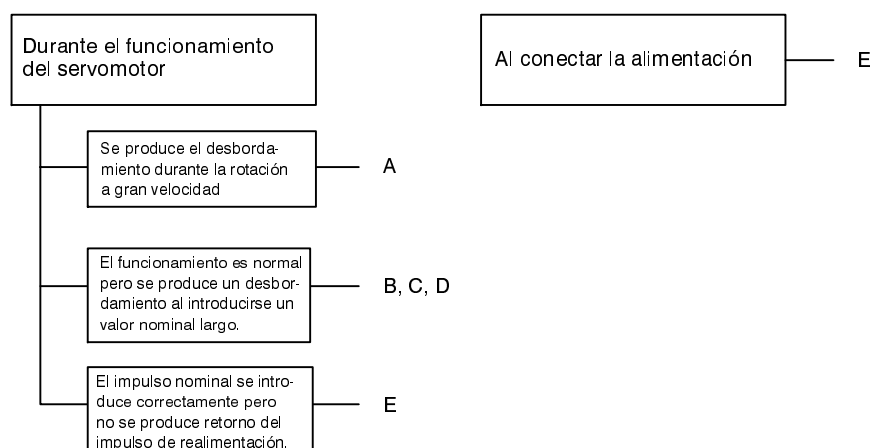 Durante el funcionamiento
del servomotor
Al conectar la alimentación
E
Se produce el desborda-
miento durante la rotación
a gran velocidad
A
El funcionamiento es normal
pero se produce un desbor-
damiento al introducirse un
valor nominal largo.
B, C, D
El impulso nominal se intro-
duce correctamente pero
no se produce retorno del
impulso de realimentación.
E